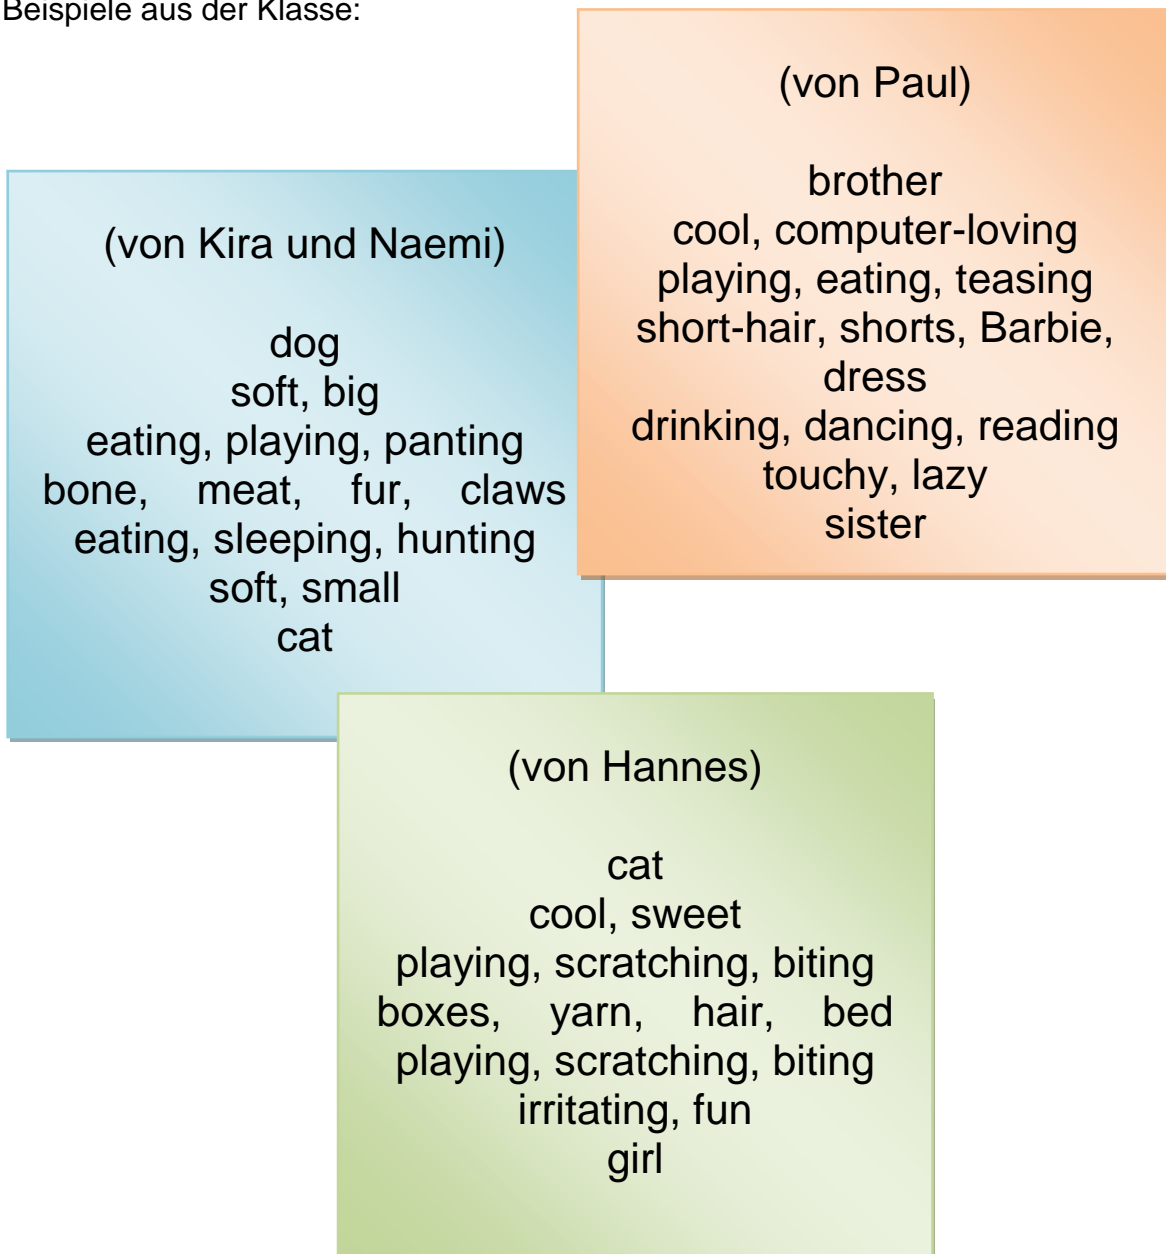 Beispiele aus der Klasse:
(von Paul)
brother
cool, computer-loving
playing, eating, teasing
short-hair, shorts, Barbie,
dress
drinking, dancing, reading
touchy, lazy
sister
(von Kira und Naemi)
dog
soft, big
eating, playing, panting
bone, meat, fur, claws
eating, sleeping, hunting
soft, small
cat
(von Hannes)
cat
cool, sweet
playing, scratching, biting
boxes, yarn, hair, bed
playing, scratching, biting
irritating, fun
girl